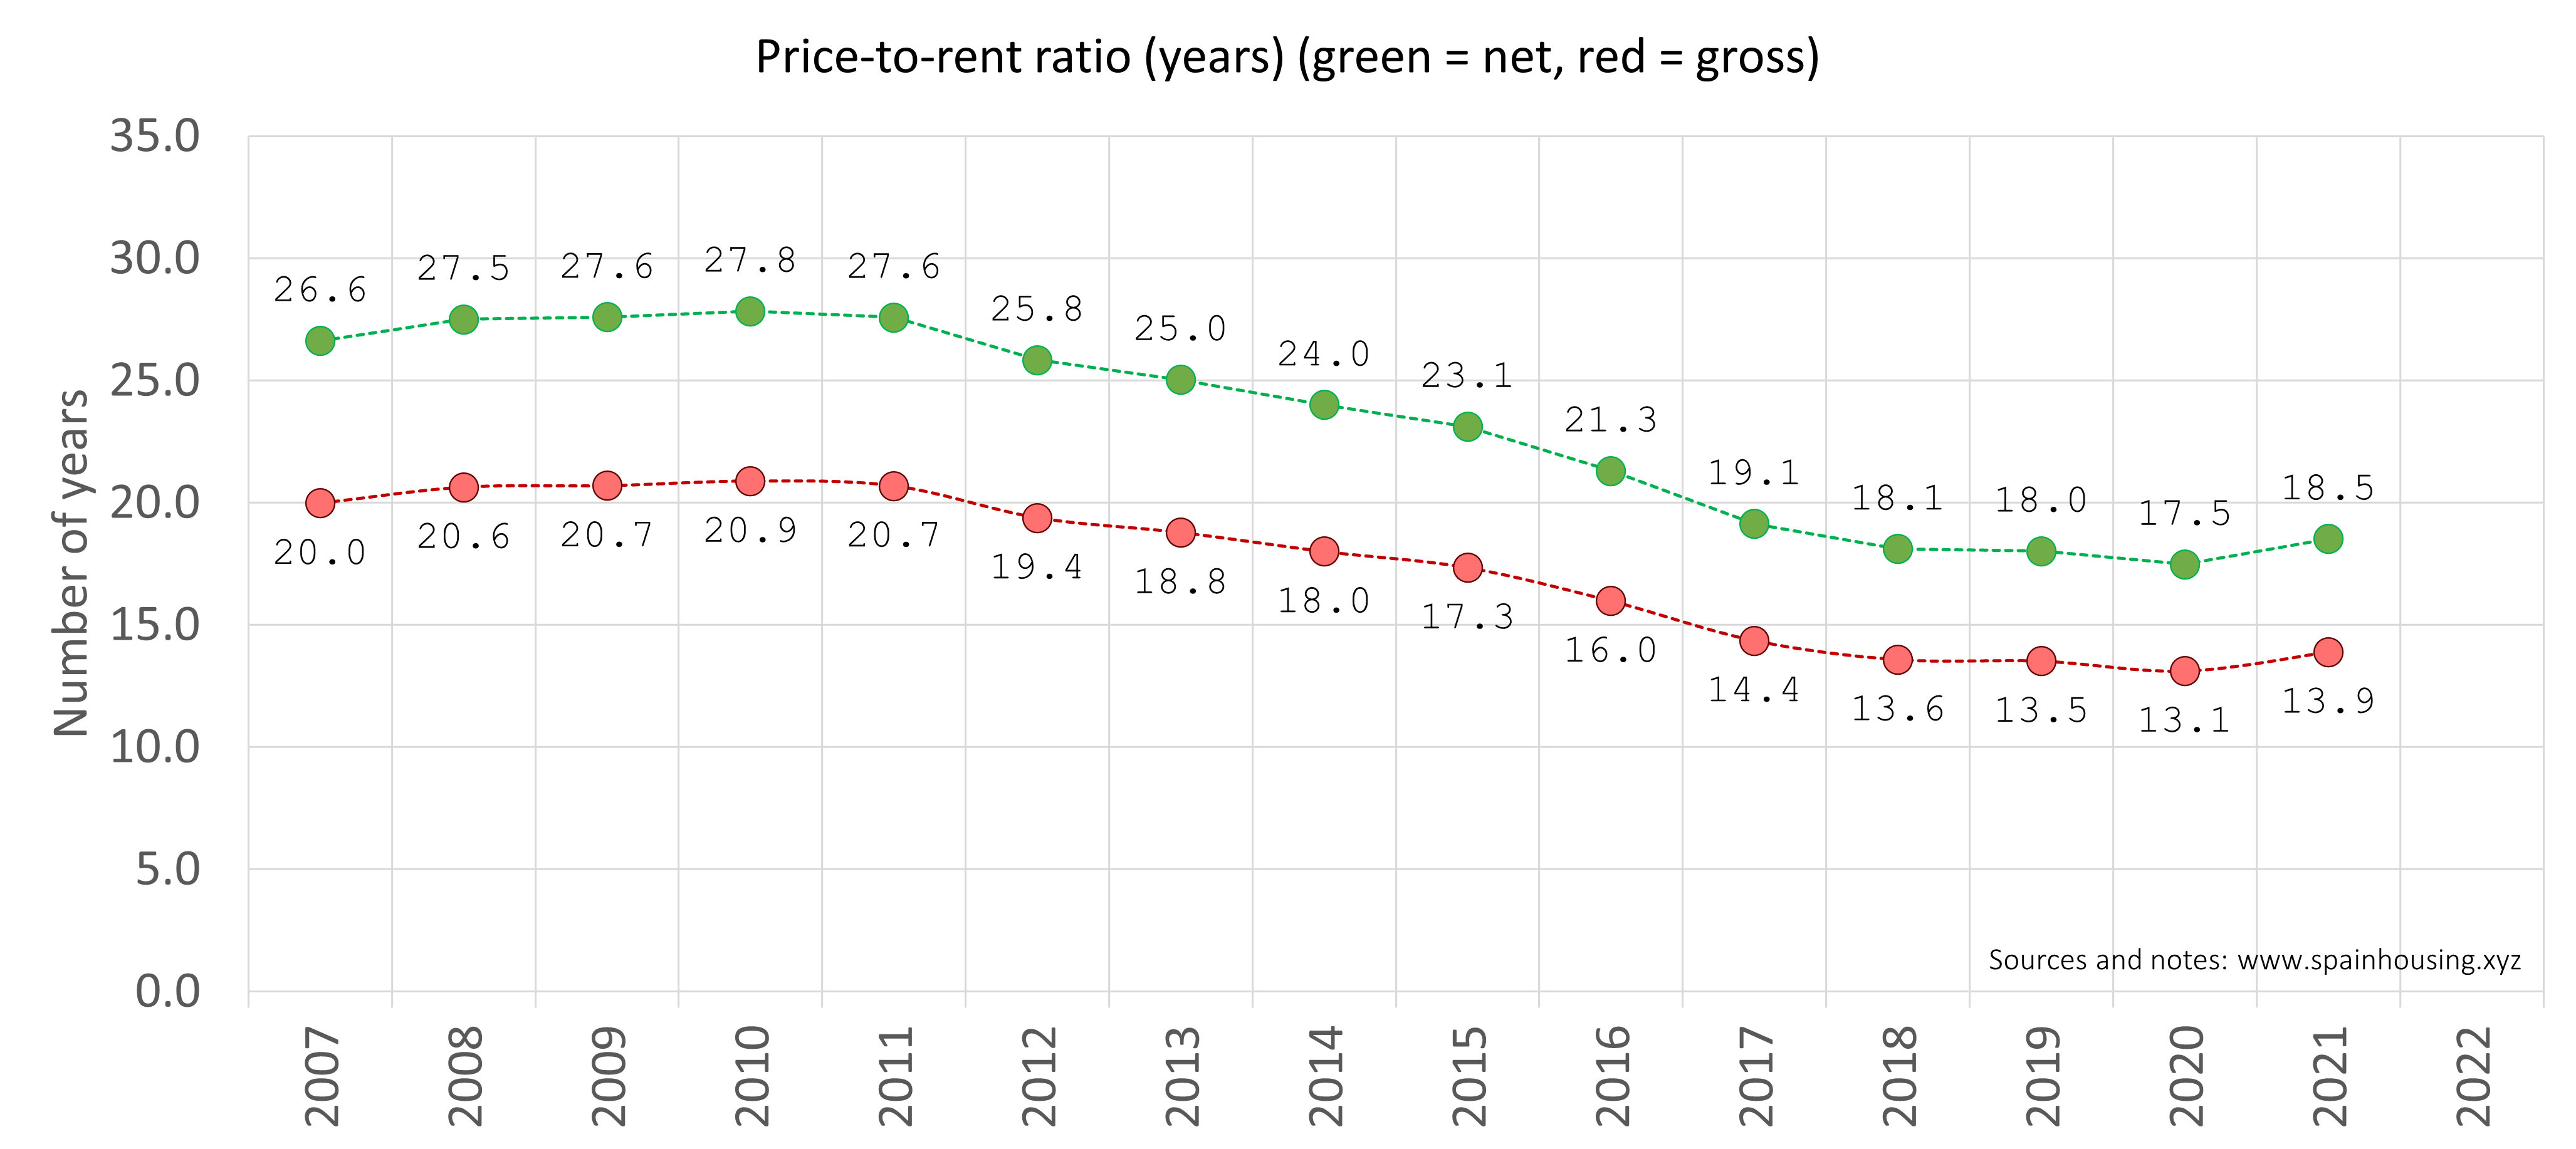 Price-to-rent ratio (years) (green = net, red = gross)
Number of years
35.0
30.0
25.0
20.0
15.0
10.0
5.0
0.0
26.6 27.5 27.6 27.8 27.6 25.8 25.0 24.0 23.1 21.3 19.1 18.1 18.0 17.5 18.5
20.0 20.6 20.7 20.9 20.7 19.4 18.8 18.0 17.3 16.0 14.4 13.6 13.5 13.1 13.9
Sources and notes: www.spainhousing.xyz
2007 2008 2009 2010 2011 2012 2013 2014 2015 2016 2017 2018 2019 2020 2021 2022